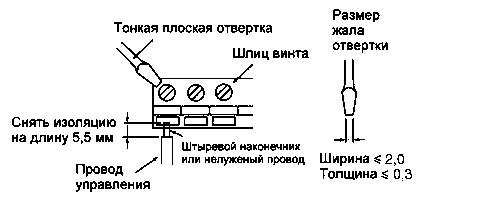 Тонкая плоская отвертка
Шлиц винта
Снять изоляцию
на длину 5,5 мм
Штыревой наконечник
или нелуженый провод
Провод
управления
Размер
жала
отвертки
Ширина ≤ 2,0
Толщина ≤ 0,3